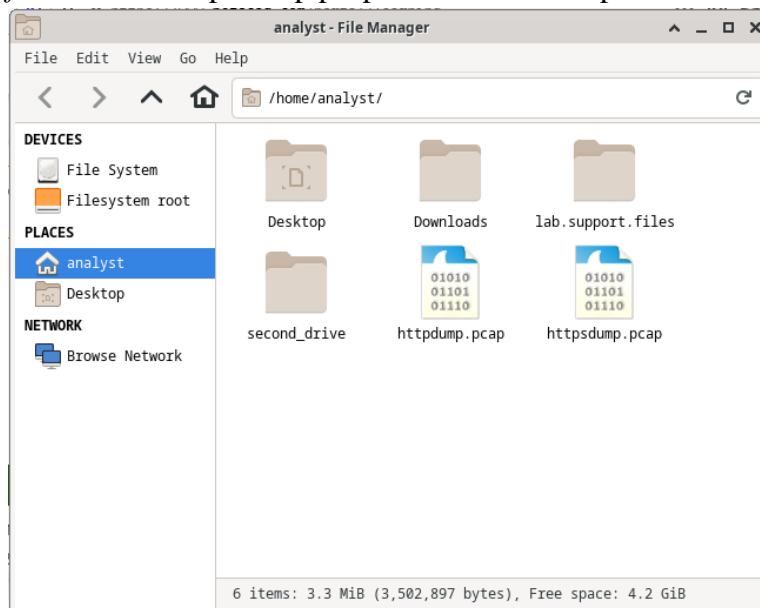 analyst - File Manager
File Edit View Go Help
/home/analyst/
DEVICES
File System
Filesystem root
PLACES
analyst
Desktop
NETWORK
Browse Network
Desktop Downloads lab.support.files
01010 01010
01101 01101
01110 01110
second_drive httpdump.pcap httpsdump.pcap
6 items: 3.3 MiB (3,502,897 bytes), Free space: 4.2 GiB